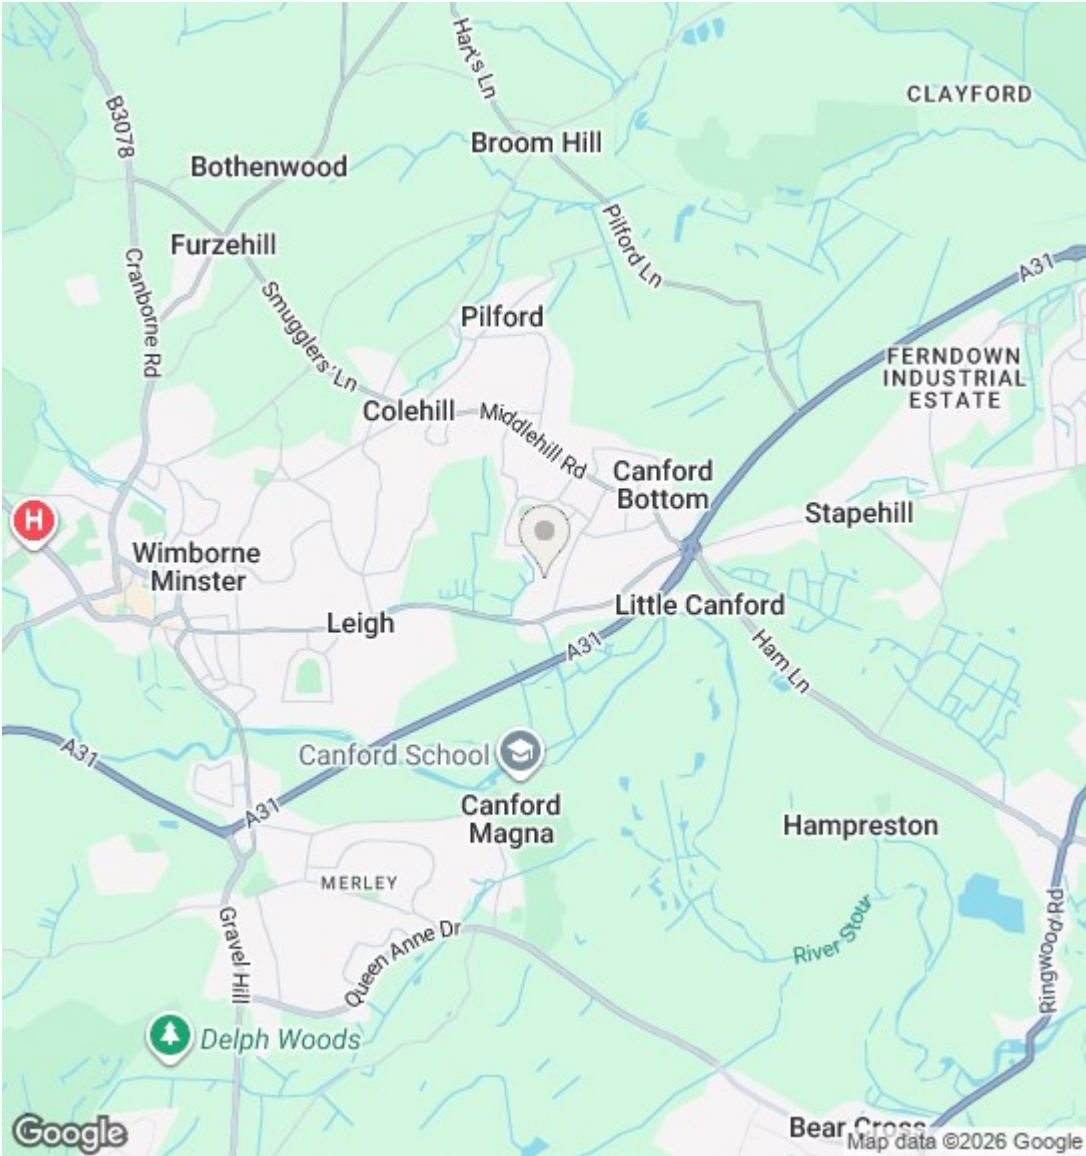 Hart's Ln
CLAYFORD
B3078
Broom Hill
Bothenwood
Pilford Ln
Furzehill
A31
Cranborne Rd
Smugglers' Ln
Pilford
FERNDOWN
INDUSTRIAL
ESTATE
Colehill
Middlehill Rd
Canford
Bottom
H
Stapehill
Wimborne
Minster
Little Canford
Leigh
A31
Ham Ln
A31
Canford School
A31
Canford
Magna
Hampreston
MERLEY
Ringwood Rd
Gravel Hill
Queen Anne Dr
River Stour
Delph Woods
Google
Bear Cross
Map data ©2026 Google